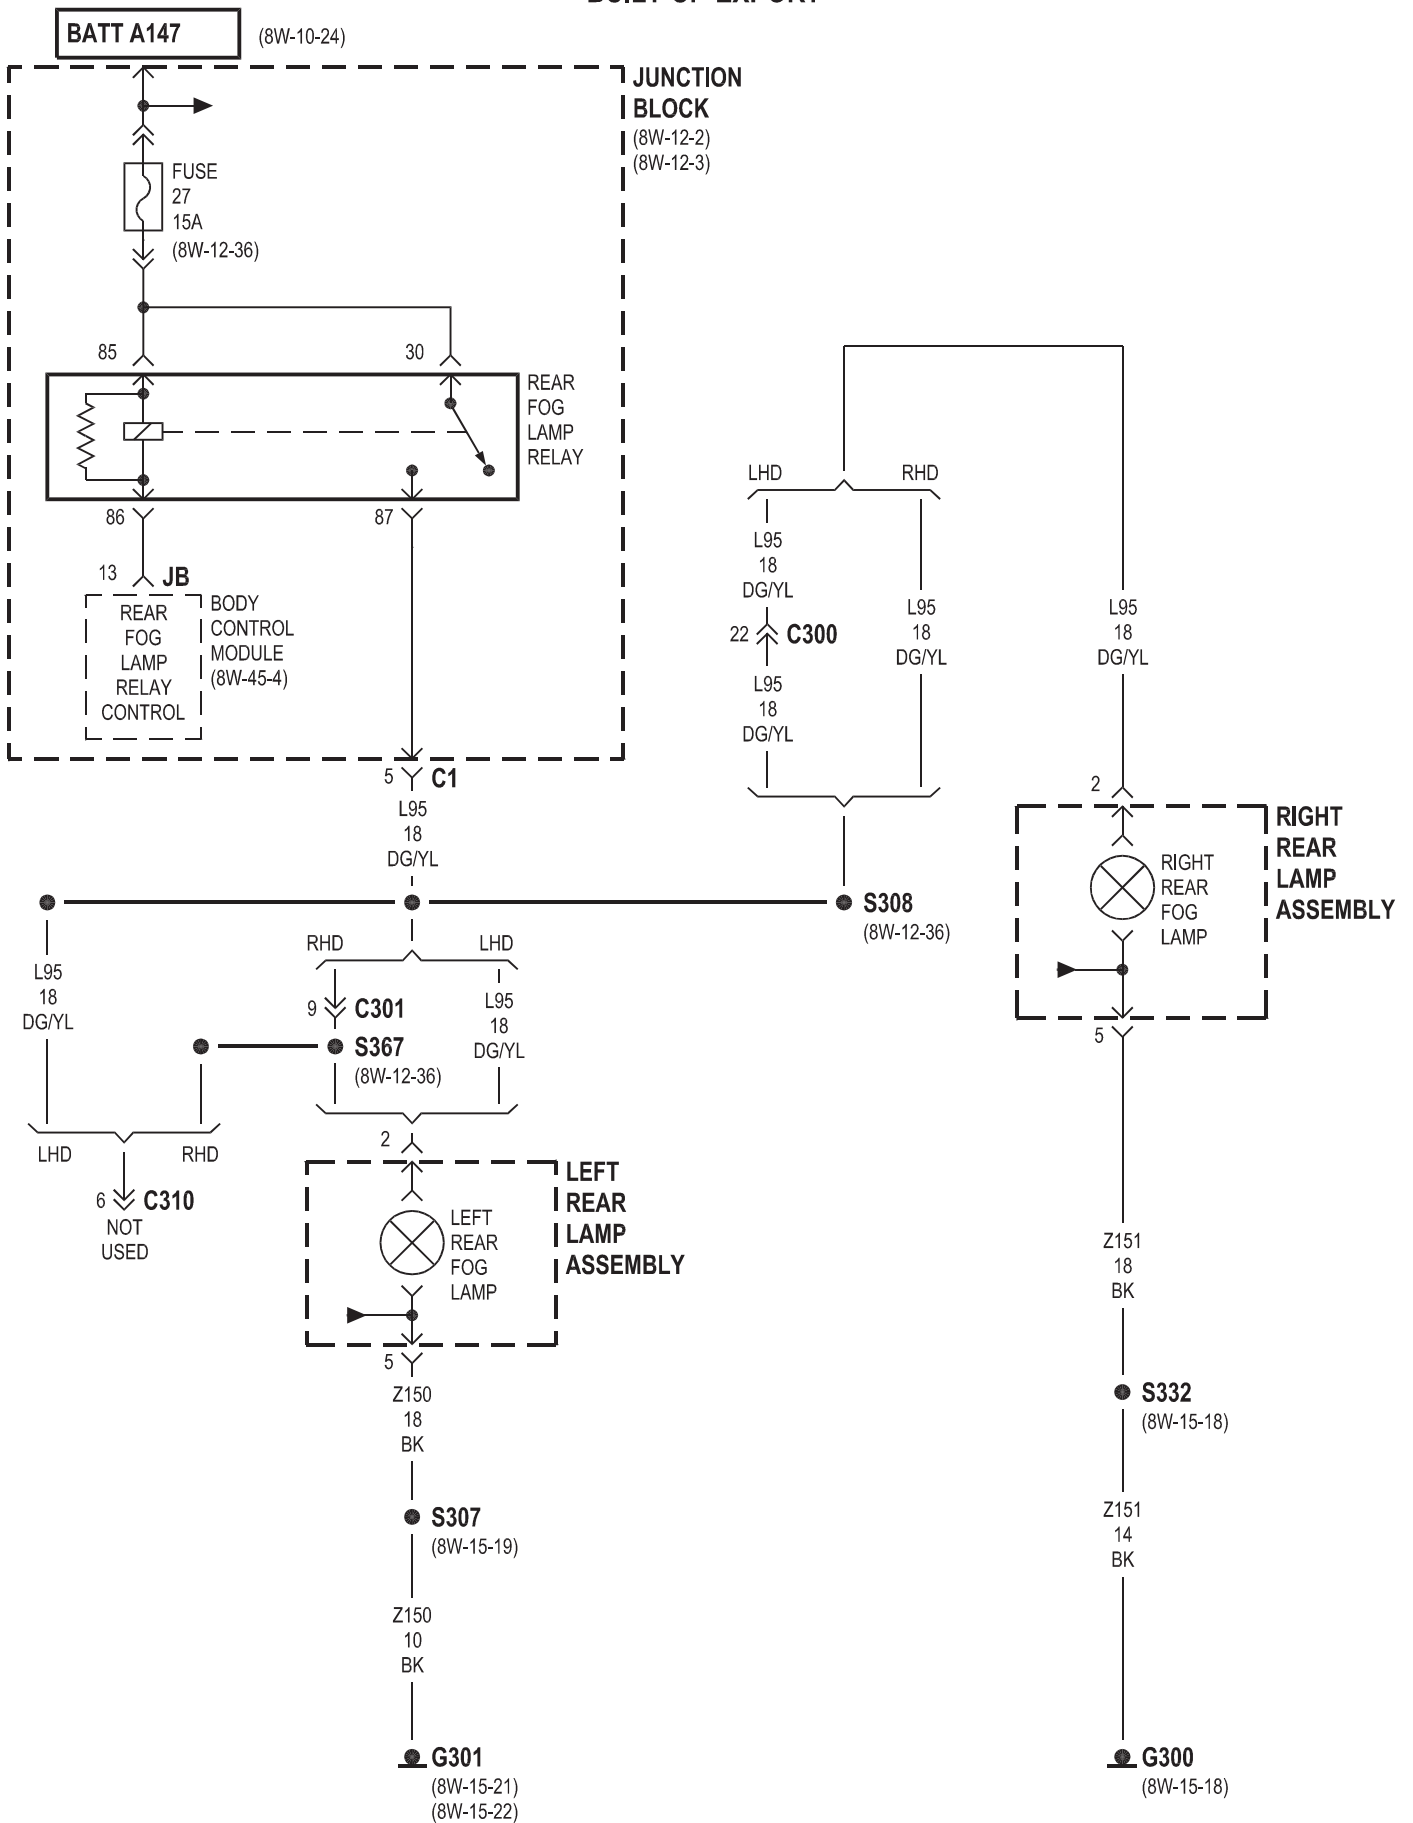 BUILT-UP-EXPORT
BATT A147
(8W-10-24)
JUNCTION
BLOCK
(8W-12-2)
(8W-12-3)
FUSE
27
15A
(8W-12-36)
85
30
REAR
FOG
LAMP
RELAY
86
87
13
JB
REAR
FOG
LAMP
RELAY
CONTROL
BODY
CONTROL
MODULE
(8W-45-4)
5
C1
L95
18
DG/YL
LHD
RHD
L95
18
DG/YL
22
C300
L95
18
DG/YL
L95
18
DG/YL
L95
18
DG/YL
2
RIGHT
REAR
LAMP
ASSEMBLY
RIGHT
REAR
FOG
LAMP
5
S308
(8W-12-36)
L95
18
DG/YL
RHD
LHD
9
C301
S367
(8W-12-36)
L95
18
DG/YL
LHD
RHD
6
C310
NOT
USED
2
LEFT
REAR
LAMP
ASSEMBLY
LEFT
REAR
FOG
LAMP
5
Z150
18
BK
S307
(8W-15-19)
Z150
10
BK
G301
(8W-15-21)
(8W-15-22)
Z151
18
BK
S332
(8W-15-18)
Z151
14
BK
G300
(8W-15-18)